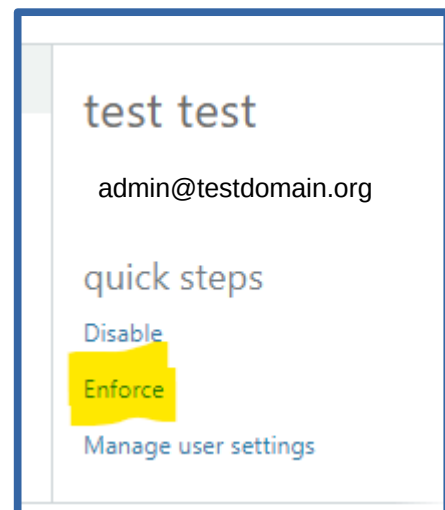 test test
admin@testdomain.org
quick steps
Disable
Enforce
Manage user settings